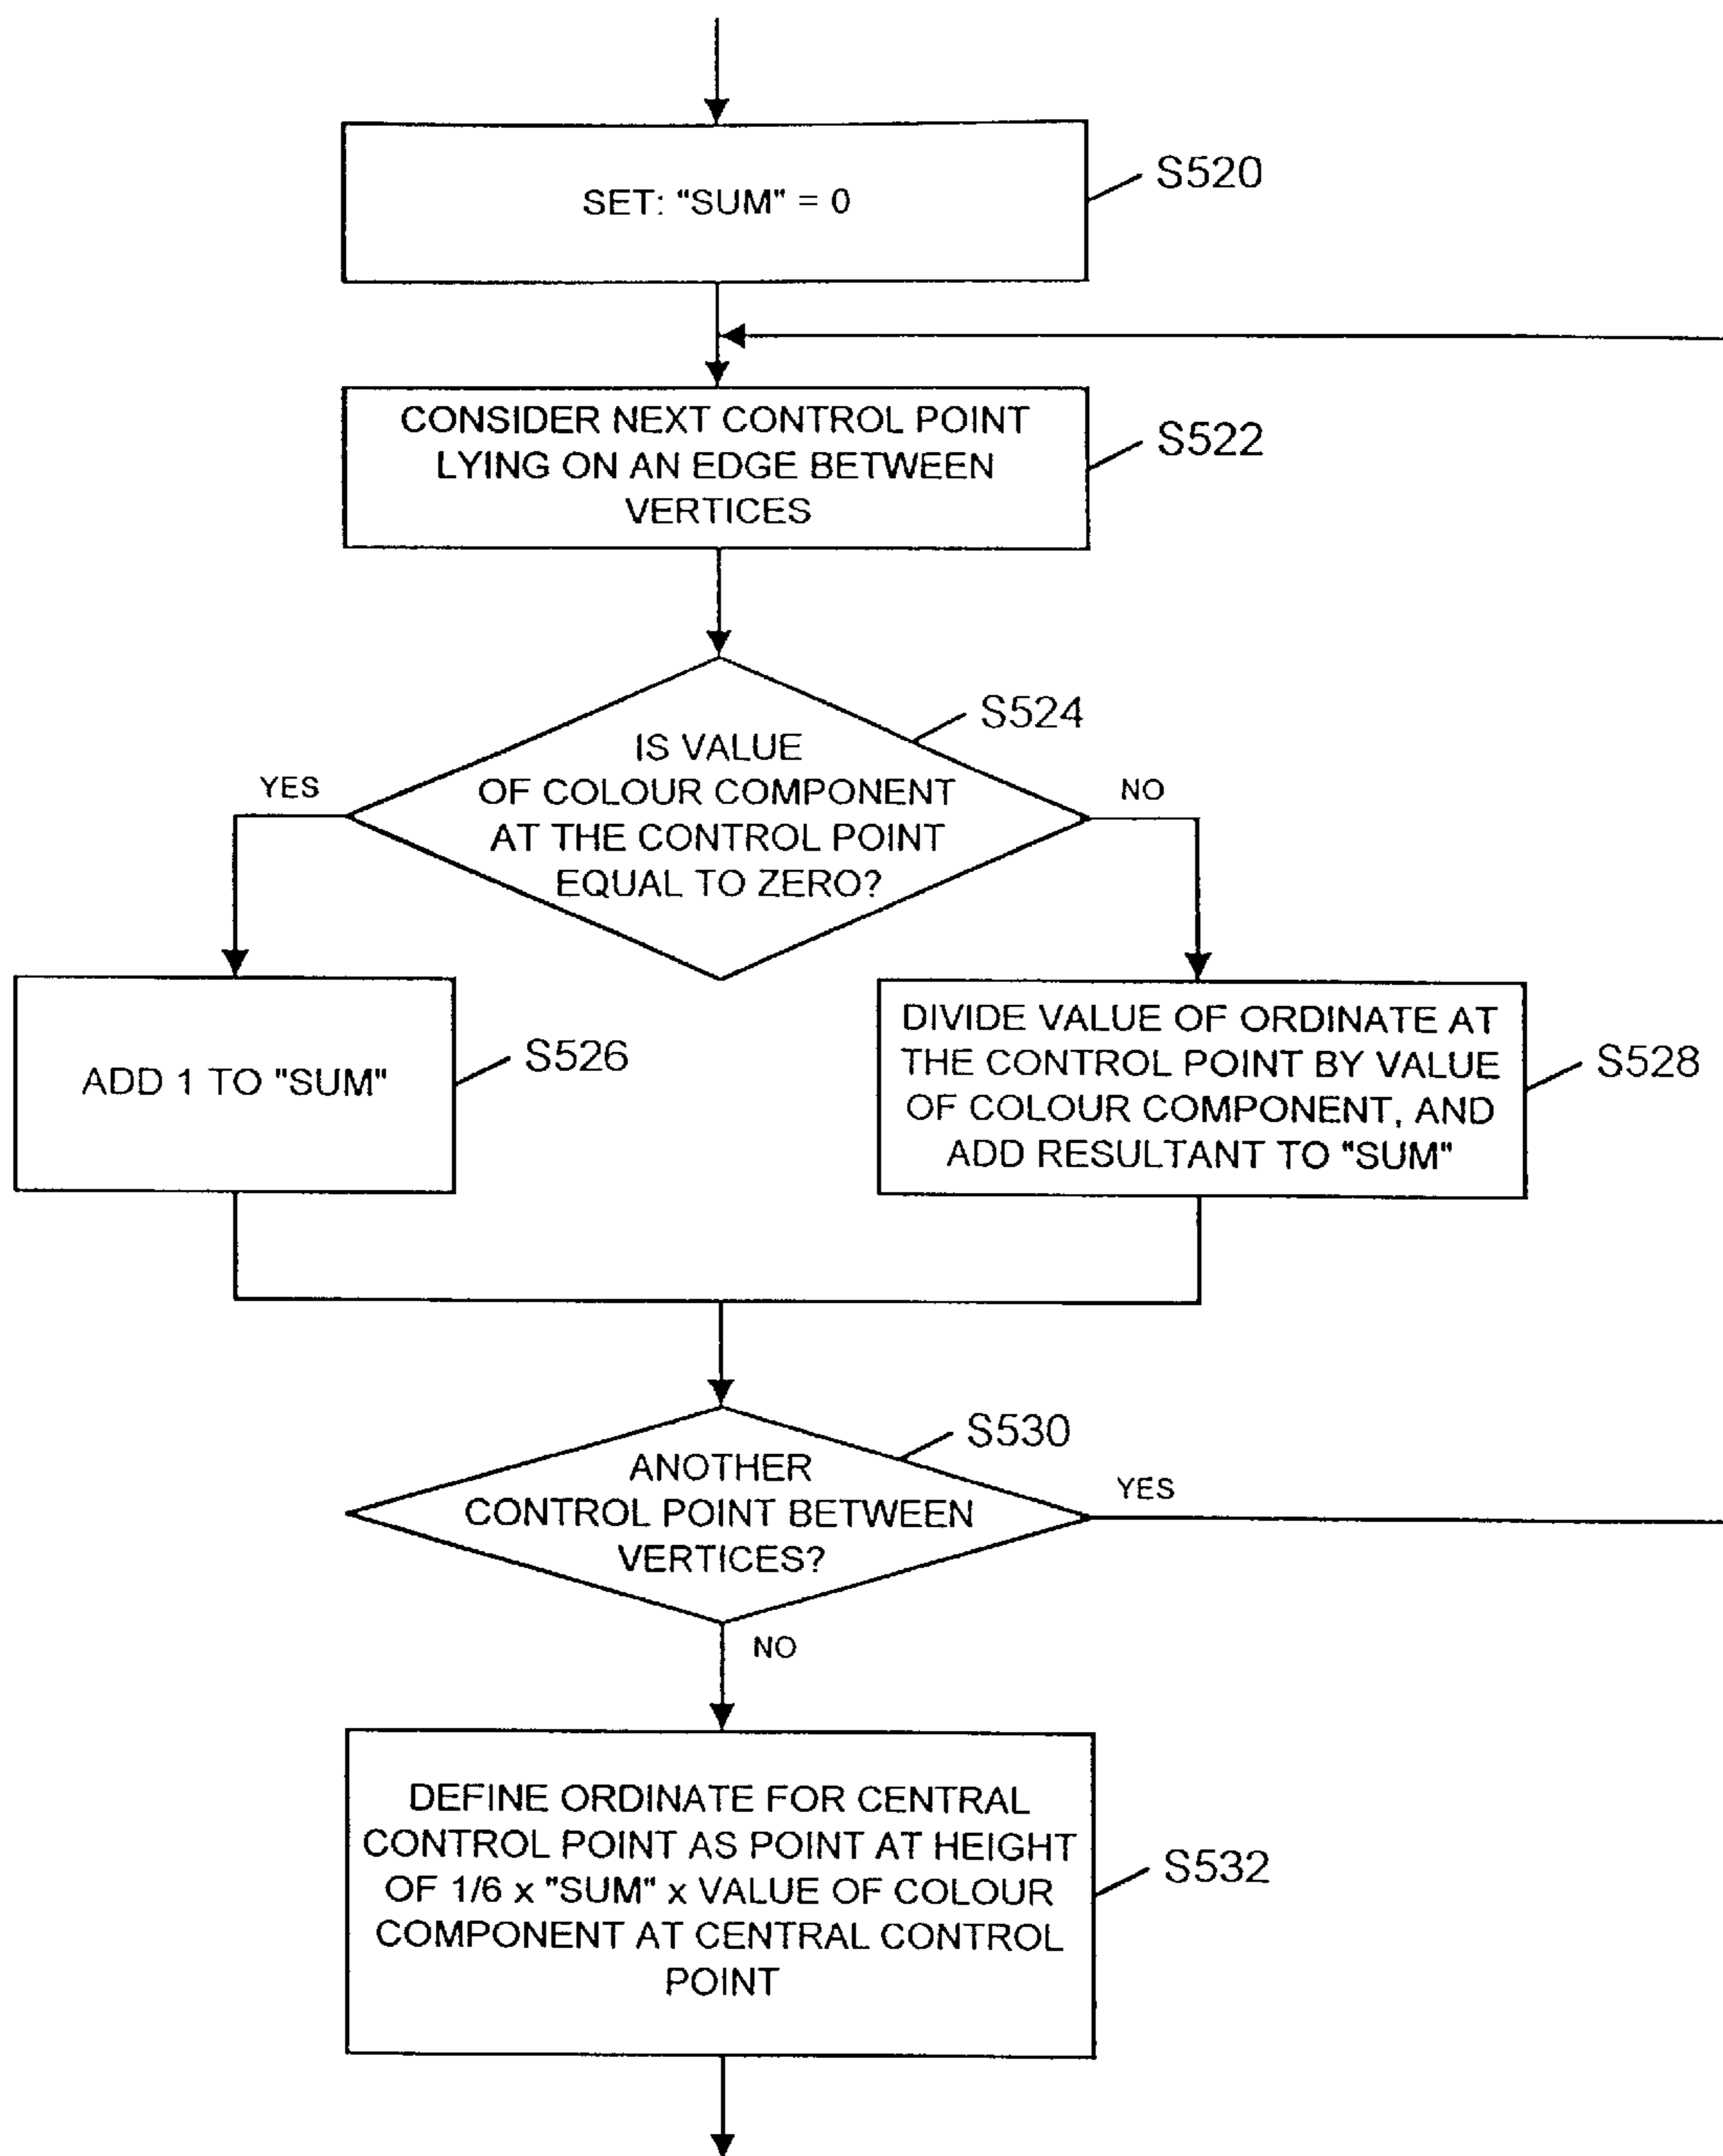 SET: "SUM" = 0
S520
CONSIDER NEXT CONTROL POINT
LYING ON AN EDGE BETWEEN
VERTICES
S522
IS VALUE
OF COLOUR COMPONENT
AT THE CONTROL POINT
EQUAL TO ZERO?
S524
YES
NO
ADD 1 TO "SUM"
S526
DIVIDE VALUE OF ORDINATE AT
THE CONTROL POINT BY VALUE
OF COLOUR COMPONENT, AND
ADD RESULTANT TO "SUM"
S528
ANOTHER
CONTROL POINT BETWEEN
VERTICES?
S530
YES
NO
DEFINE ORDINATE FOR CENTRAL
CONTROL POINT AS POINT AT HEIGHT
OF 1/6 x "SUM" x VALUE OF COLOUR
COMPONENT AT CENTRAL CONTROL
POINT
S532